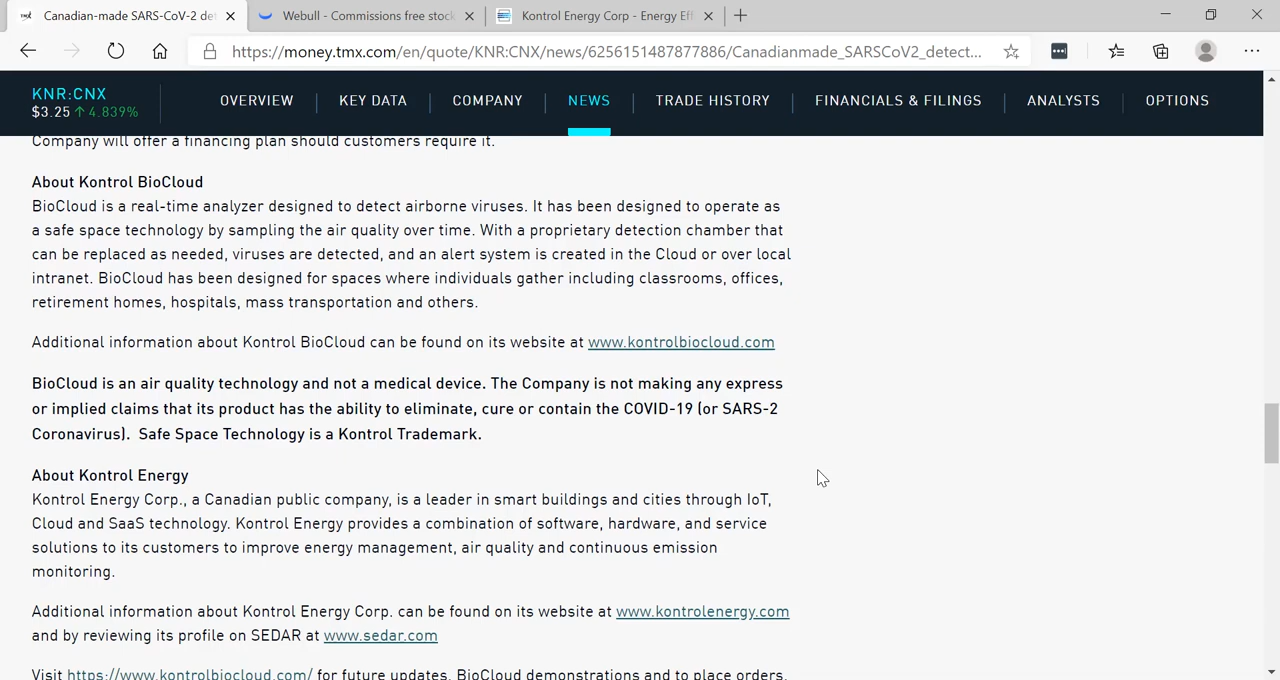 Canadian-made SARS-CoV-2 de
Webull - Commissions free stock
Kontrol Energy Corp - Energy Eff
https://money.tmx.com/en/quote/KNR:CNX/news/6256151487877886/Canadianmade_SARSCoV2_detect...
KNR:CNX
$3.25 ↑ 4.839%
OVERVIEW
KEY DATA
COMPANY
NEWS
TRADE HISTORY
FINANCIALS & FILINGS
ANALYSTS
OPTIONS
Company will offer a financing plan should customers require it.
About Kontrol BioCloud
BioCloud is a real-time analyzer designed to detect airborne viruses. It has been designed to operate as
a safe space technology by sampling the air quality over time. With a proprietary detection chamber that
can be replaced as needed, viruses are detected, and an alert system is created in the Cloud or over local
intranet. BioCloud has been designed for spaces where individuals gather including classrooms, offices,
retirement homes, hospitals, mass transportation and others.
Additional information about Kontrol BioCloud can be found on its website at www.kontrolbiocloud.com
BioCloud is an air quality technology and not a medical device. The Company is not making any express
or implied claims that its product has the ability to eliminate, cure or contain the COVID-19 (or SARS-2
Coronavirus).  Safe Space Technology is a Kontrol Trademark.
About Kontrol Energy
Kontrol Energy Corp., a Canadian public company, is a leader in smart buildings and cities through IoT,
Cloud and SaaS technology. Kontrol Energy provides a combination of software, hardware, and service
solutions to its customers to improve energy management, air quality and continuous emission
monitoring.
Additional information about Kontrol Energy Corp. can be found on its website at www.kontrolenergy.com
and by reviewing its profile on SEDAR at www.sedar.com
Visit https://www.kontrolbiocloud.com/ for future updates, BioCloud demonstrations and to place orders.